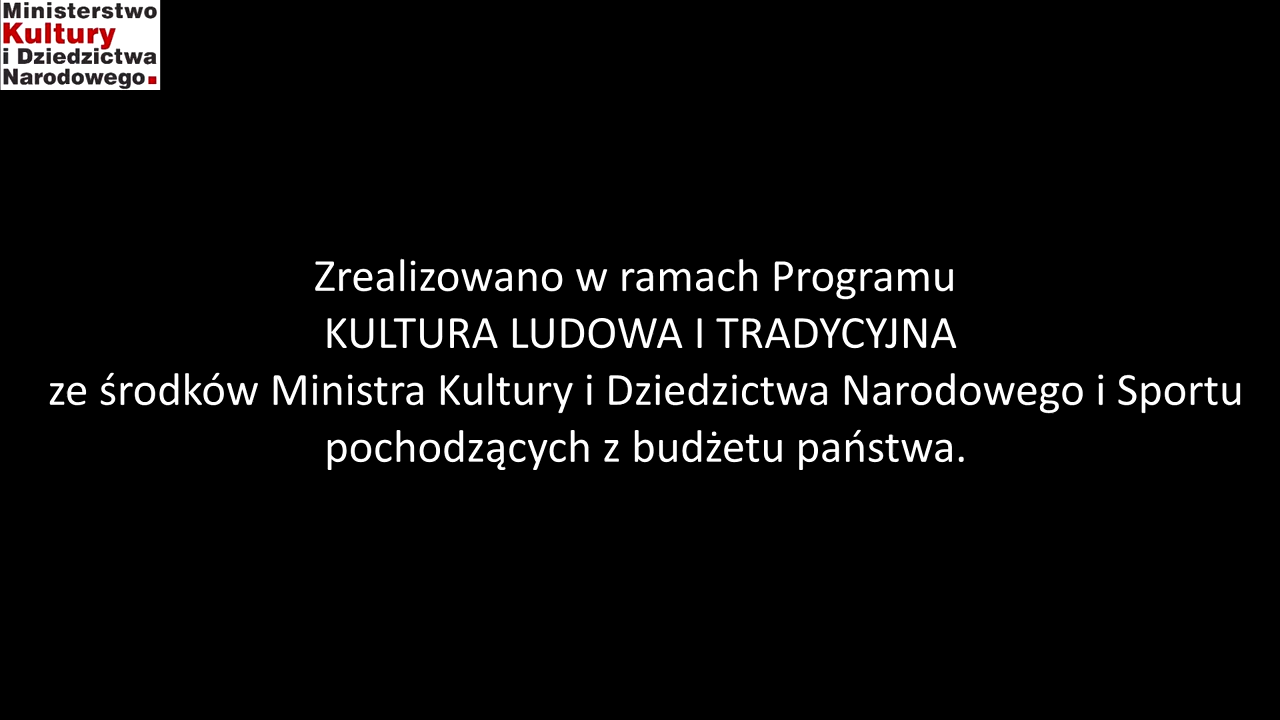 Ministerstwo
Kultury
i Dziedzictwa
Narodowego.
Zrealizowano w ramach Programu
KULTURA LUDOWA I TRADYCYJNA
ze środków Ministra Kultury i Dziedzictwa Narodowego i Sportu
pochodzących z budżetu państwa.